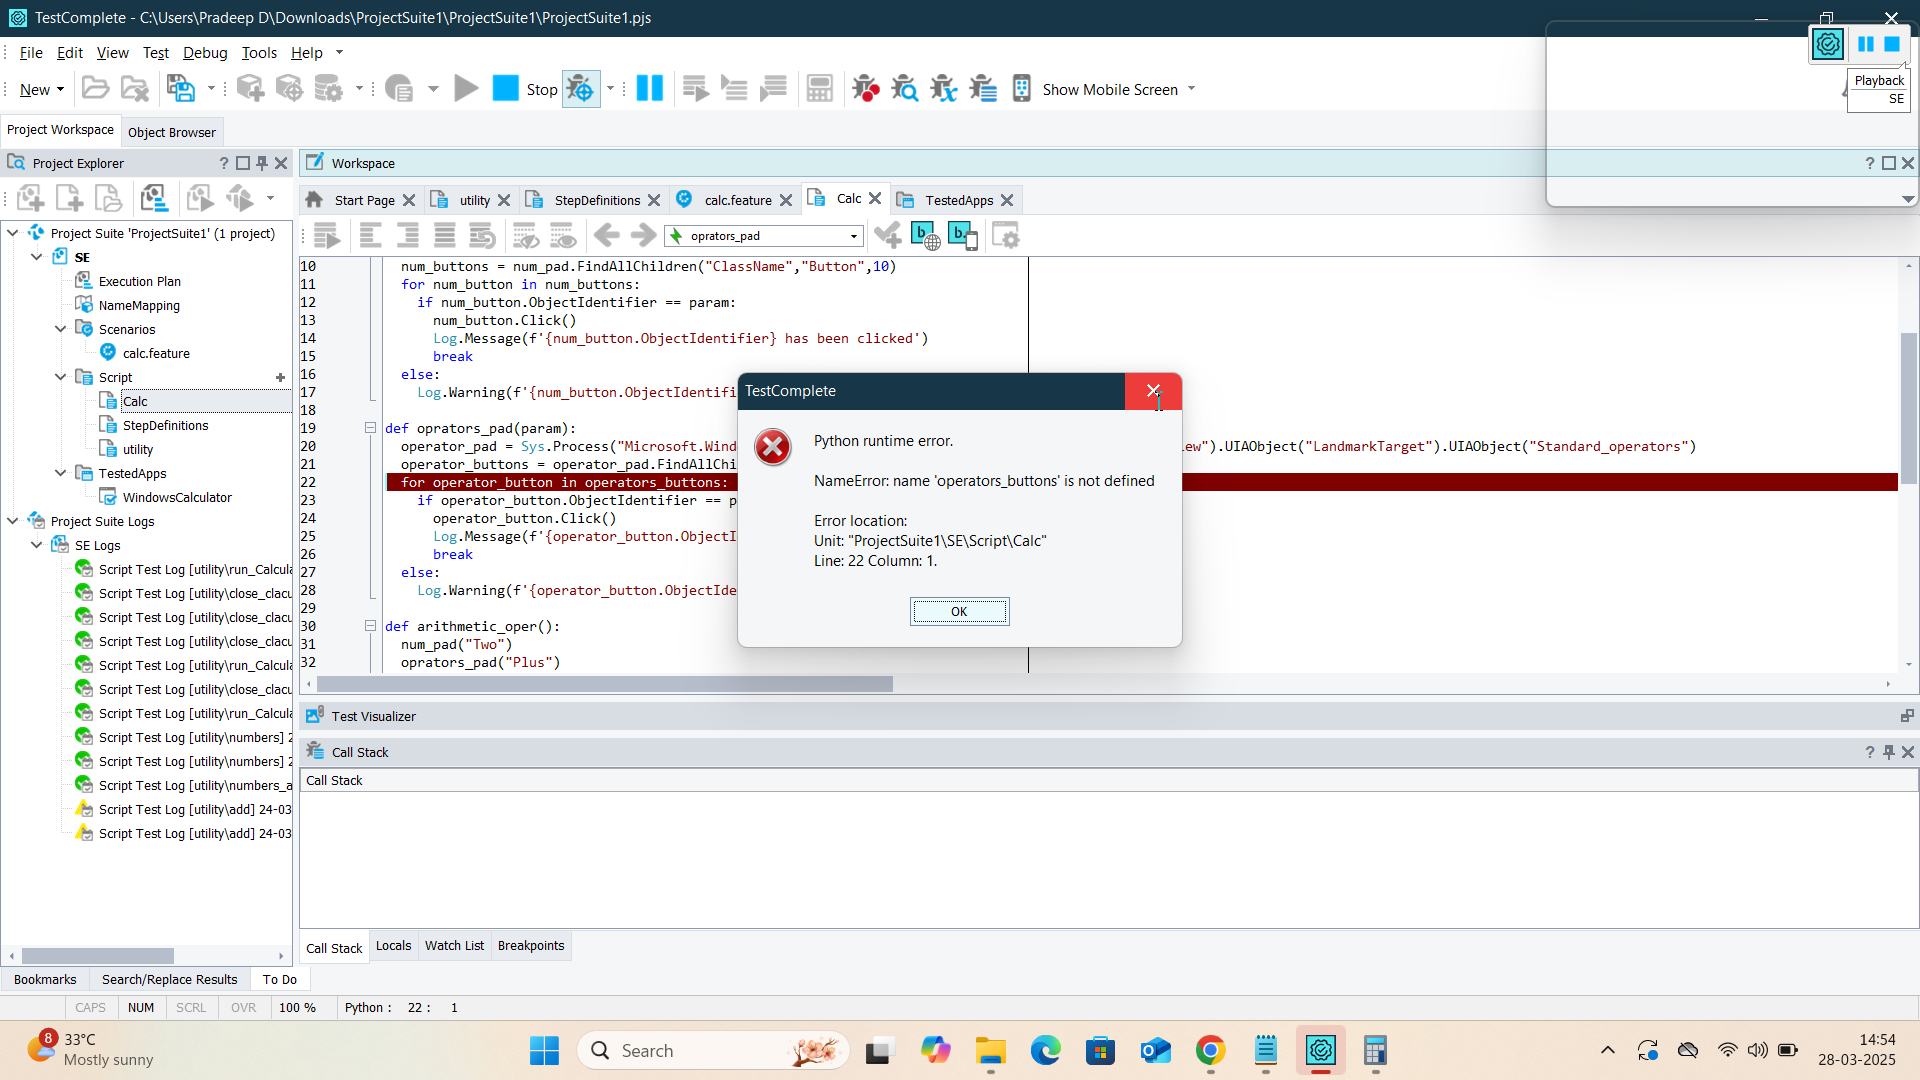 TestComplete - C:\Users\Pradeep D\Downloads\ProjectSuite1\ProjectSuite1\ProjectSuite1.pjs
File Edit View Test Debug Tools Help
New Stop Show Mobile Screen
Playback
SE
Project Workspace Object Browser
Project Explorer
Workspace
Start Page utility StepDefinitions calc.feature Calc TestedApps
oprators_pad
Project Suite 'ProjectSuite1' (1 project)
SE
Execution Plan
NameMapping
Scenarios
calc.feature
Script
Calc
StepDefinitions
utility
TestedApps
WindowsCalculator
Project Suite Logs
SE Logs
Script Test Log [utility\run_Calcula
Script Test Log [utility\close_clacu
Script Test Log [utility\close_clacu
Script Test Log [utility\close_clacu
Script Test Log [utility\run_Calcula
Script Test Log [utility\close_clacu
Script Test Log [utility\run_Calcula
Script Test Log [utility\numbers] 2
Script Test Log [utility\numbers] 2
Script Test Log [utility\numbers_a
Script Test Log [utility\add] 24-03
Script Test Log [utility\add] 24-03
10 num_buttons = num_pad.FindAllChildren("ClassName","Button",10)
11 for num_button in num_buttons:
12 if num_button.ObjectIdentifier == param:
13 num_button.Click()
14 Log.Message(f'{num_button.ObjectIdentifier} has been clicked')
15 break
16 else:
17 Log.Warning(f'{num_button.ObjectIdentifi
18
19 def oprators_pad(param):
20 operator_pad = Sys.Process("Microsoft.Windo ew").UIAObject("LandmarkTarget").UIAObject("Standard_operators")
21 operator_buttons = operator_pad.FindAllChi
22 for operator_button in operators_buttons:
23 if operator_button.ObjectIdentifier == p
24 operator_button.Click()
25 Log.Message(f'{operator_button.ObjectI
26 break
27 else:
28 Log.Warning(f'{operator_button.ObjectIde
29
30 def arithmetic_oper():
31 num_pad("Two")
32 oprators_pad("Plus")
TestComplete
Python runtime error.
NameError: name 'operators_buttons' is not defined
Error location:
Unit: "ProjectSuite1\SE\Script\Calc"
Line: 22 Column: 1.
OK
Test Visualizer
Call Stack
Call Stack
Call Stack Locals Watch List Breakpoints
Bookmarks Search/Replace Results To Do
CAPS NUM SCRL OVR 100 % Python : 22 : 1
8
33°C
Mostly sunny
Search
14:54
28-03-2025